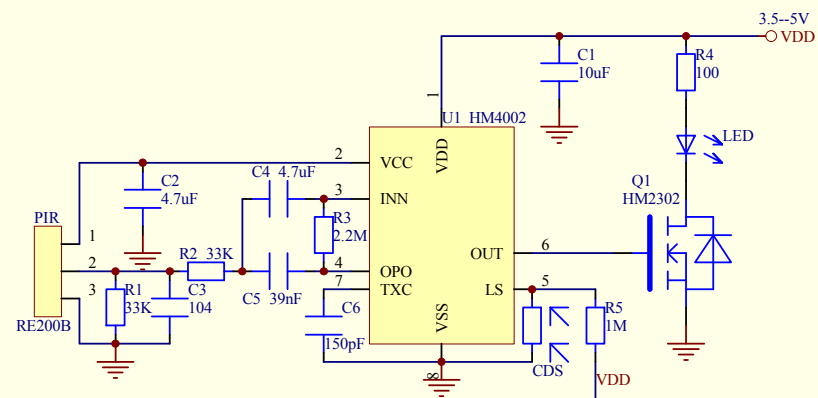 3.5--5V
VDD
C1
10uF
R4
100
1
U1 HM4002
LED
2
VCC
VDD
C4 4.7uF
C2
4.7uF
3
INN
Q1
HM2302
PIR
1
R3
2.2M
R2 33K
OUT
6
2
4
OPO
7
TXC
LS
5
C5 39nF
3
R1
33K
C3
104
RE200B
C6
150pF
VSS
R5
1M
CDS
8
VDD